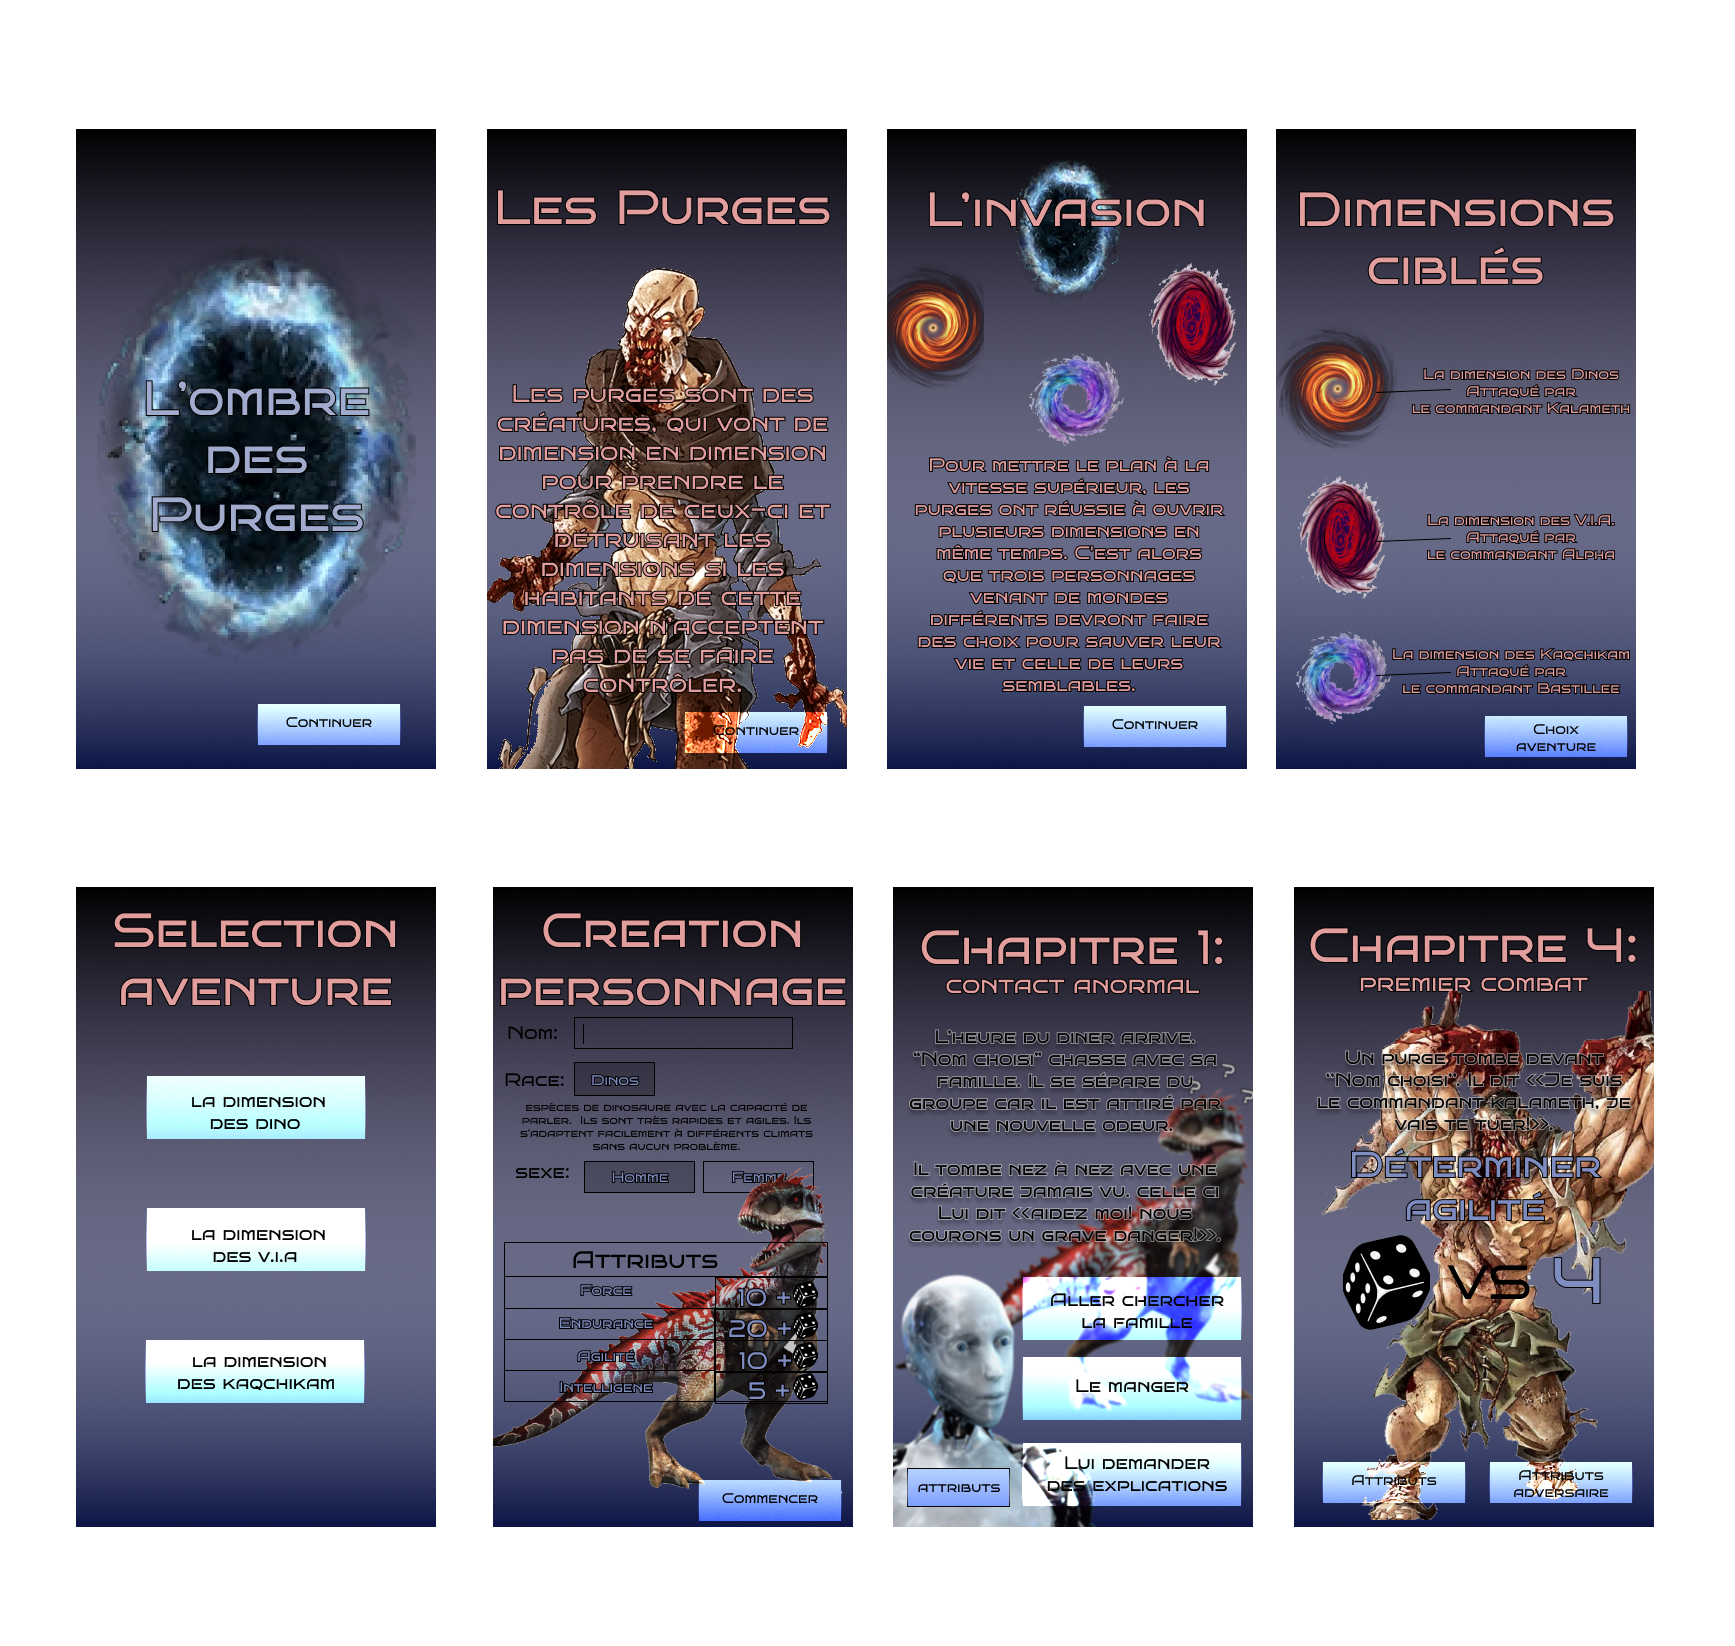 L'ombre
des
Purges
Continuer
Les Purges
Les purges sont des
créatures, qui vont de
dimension en dimension
pour prendre le
contrôle de ceux-ci et
détruisant les
dimensions si les
habitants de cette
dimension n'acceptent
pas de se faire
contrôler.
Continuer
L'invasion
Pour mettre le plan à la
vitesse supérieur, les
purges ont réussie à ouvrir
plusieurs dimensions en
même temps. C'est alors
que trois personnages
venant de mondes
différents devront faire
des choix pour sauver leur
vie et celle de leurs
semblables.
Continuer
Dimensions
ciblés
La dimension des Dinos
Attaqué par
le commandant Kalameth
La dimension des V.I.A.
Attaqué par
le commandant Alpha
La dimension des Kaqchikam
Attaqué par
le commandant Bastillee
Choix
aventure
Selection
aventure
la dimension
des dino
la dimension
des v.i.a
la dimension
des kaqchikam
Creation
personnage
Nom:
Race: Dinos
espèces de dinosaure avec la capacité de
parler. Ils sont très rapides et agiles. Ils
s'adaptent facilement à différents climats
sans aucun problème.
sexe: Homme Femme
Attributs
Force 10 +
Endurance 20 +
Agilité 10 +
Intelligene 5 +
Commencer
Chapitre 1:
contact anormal
L'heure du diner arrive.
"Nom choisi" chasse avec sa
famille. Il se sépare du
groupe car il est attiré par
une nouvelle odeur.
Il tombe nez à nez avec une
créature jamais vu. celle ci
Lui dit <<aidez moi! nous
courons un grave danger!>>.
? ? ?
Aller chercher
la famille
Le manger
Lui demander
des explications
attributs
Chapitre 4:
premier combat
Un purge tombe devant
"Nom choisi". Il dit <<Je suis
le commandant kalameth, je
vais te tuer!>>.
Déterminer
agilité
vs 4
Attributs
Attributs
adversaire